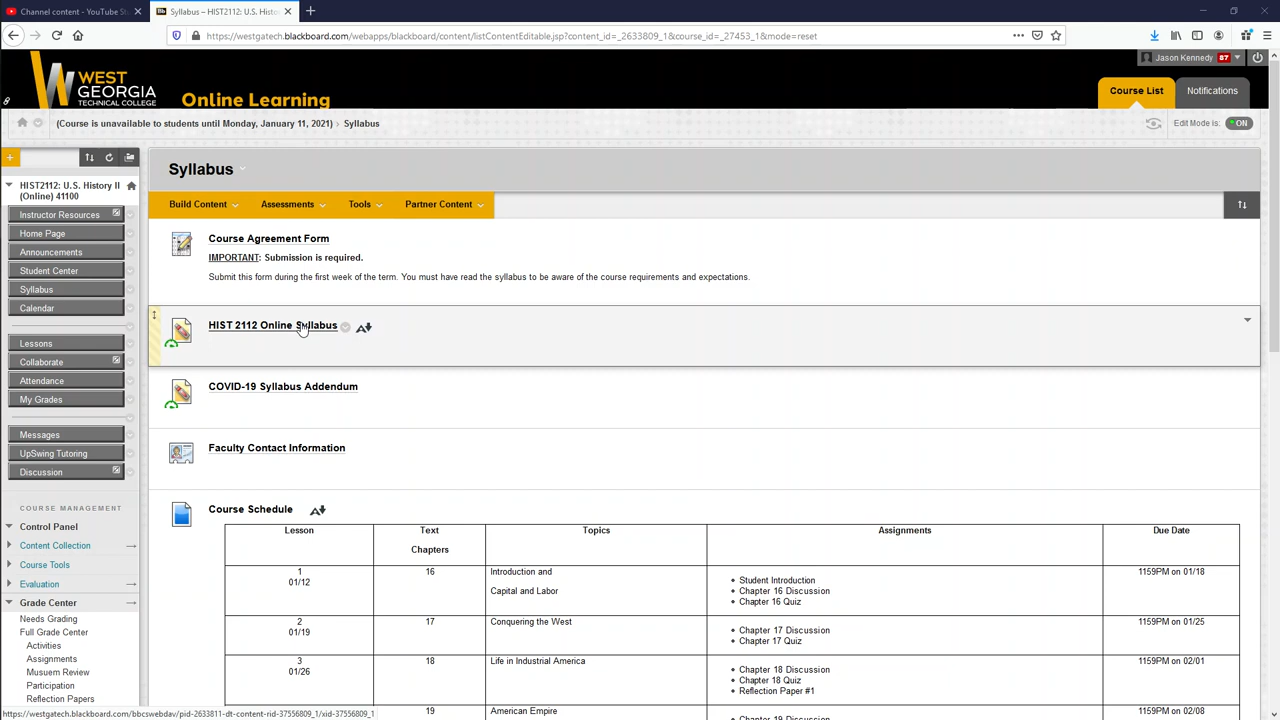 Channel content - YouTube St
Syllabus – HIST2112: U.S. Histo
https://westgatech.blackboard.com/webapps/blackboard/content/listContentEditable.jsp?content_id=_2633809_1&course_id=_27453_1&mode=reset
WEST
GEORGIA
TECHNICAL COLLEGE
Online Learning
Jason Kennedy 87
Course List
Notifications
(Course is unavailable to students until Monday, January 11, 2021) > Syllabus
Edit Mode is: ON
HIST2112: U.S. History II
(Online) 41100
Instructor Resources
Home Page
Announcements
Student Center
Syllabus
Calendar
Lessons
Collaborate
Attendance
My Grades
Messages
UpSwing Tutoring
Discussion
COURSE MANAGEMENT
Control Panel
Content Collection
Course Tools
Evaluation
Grade Center
Needs Grading
Full Grade Center
Activities
Assignments
Musuem Review
Participation
Reflection Papers
Syllabus
Build Content
Assessments
Tools
Partner Content
Course Agreement Form
IMPORTANT: Submission is required.
Submit this form during the first week of the term. You must have read the syllabus to be aware of the course requirements and expectations.
HIST 2112 Online Syllabus
COVID-19 Syllabus Addendum
Faculty Contact Information
Course Schedule
Lesson
Text
Chapters
Topics
Assignments
Due Date
1
01/12
16
Introduction and
Capital and Labor
Student Introduction
Chapter 16 Discussion
Chapter 16 Quiz
1159PM on 01/18
2
01/19
17
Conquering the West
Chapter 17 Discussion
Chapter 17 Quiz
1159PM on 01/25
3
01/26
18
Life in Industrial America
Chapter 18 Discussion
Chapter 18 Quiz
Reflection Paper #1
1159PM on 02/01
19
American Empire
Chapter 19 Discussion
1159PM on 02/08
https://westgatech.blackboard.com/bbcswebdav/pid-2633811-dt-content-rid-37556809_1/xid-37556809_1